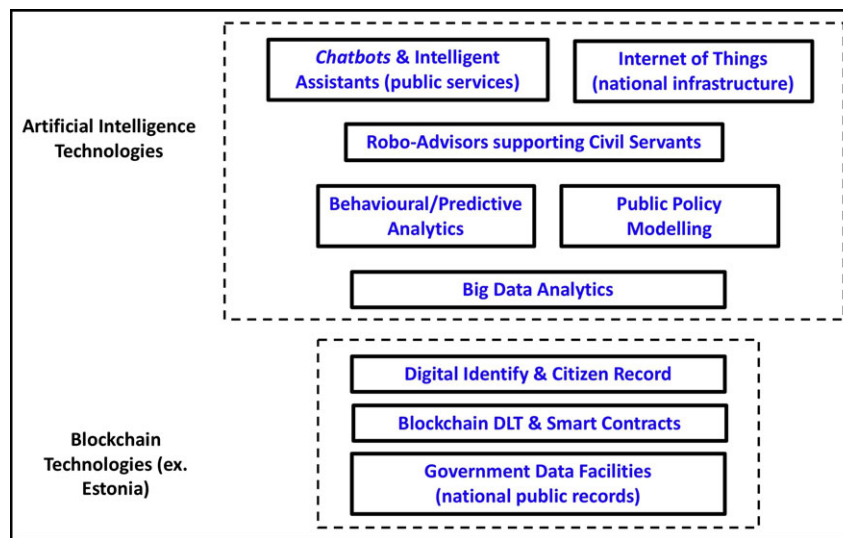 Chatbots & Intelligent
Assistants (public services)
Internet of Things
(national infrastructure)
Artificial Intelligence
Technologies
Robo-Advisors supporting Civil Servants
Behavioural/Predictive
Analytics
Public Policy
Modelling
Big Data Analytics
Digital Identify & Citizen Record
Blockchain DLT & Smart Contracts
Blockchain
Technologies (ex.
Estonia)
Government Data Facilities
(national public records)